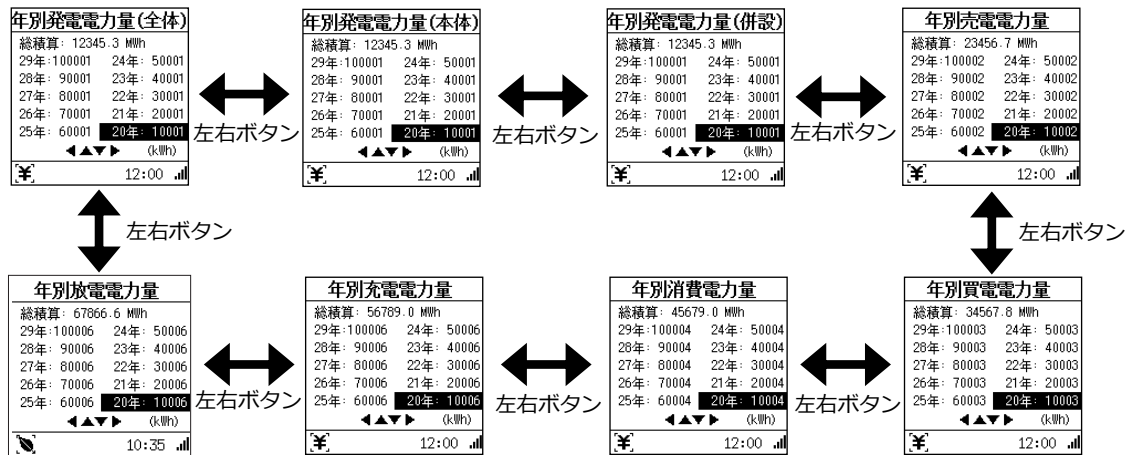 年別発電電力量(全体)
総積算: 12345.3 MWh
29年:100001 24年: 50001
28年: 90001 23年: 40001
27年: 80001 22年: 30001
26年: 70001 21年: 20001
25年: 60001 20年: 10001
◀▲▼▶ (kWh)
[¥] 12:00
左右ボタン
年別発電電力量(本体)
総積算: 12345.3 MWh
29年:100001 24年: 50001
28年: 90001 23年: 40001
27年: 80001 22年: 30001
26年: 70001 21年: 20001
25年: 60001 20年: 10001
◀▲▼▶ (kWh)
[¥] 12:00
左右ボタン
年別発電電力量(併設)
総積算: 12345.3 MWh
29年:100001 24年: 50001
28年: 90001 23年: 40001
27年: 80001 22年: 30001
26年: 70001 21年: 20001
25年: 60001 20年: 10001
◀▲▼▶ (kWh)
[¥] 12:00
左右ボタン
年別売電電力量
総積算: 23456.7 MWh
29年:100002 24年: 50002
28年: 90002 23年: 40002
27年: 80002 22年: 30002
26年: 70002 21年: 20002
25年: 60002 20年: 10002
◀▲▼▶ (kWh)
[¥] 12:00
左右ボタン
左右ボタン
年別放電電力量
総積算: 67866.6 MWh
29年:100006 24年: 50006
28年: 90006 23年: 40006
27年: 80006 22年: 30006
26年: 70006 21年: 20006
25年: 60006 20年: 10006
◀▲▼▶ (kWh)
10:35
左右ボタン
年別充電電力量
総積算: 56789.0 MWh
29年:100006 24年: 50006
28年: 90006 23年: 40006
27年: 80006 22年: 30006
26年: 70006 21年: 20006
25年: 60006 20年: 10006
◀▲▼▶ (kWh)
[¥] 12:00
左右ボタン
年別消費電力量
総積算: 45679.0 MWh
29年:100004 24年: 50004
28年: 90004 23年: 40004
27年: 80004 22年: 30004
26年: 70004 21年: 20004
25年: 60004 20年: 10004
◀▲▼▶ (kWh)
[¥] 12:00
左右ボタン
年別買電電力量
総積算: 34567.8 MWh
29年:100003 24年: 50003
28年: 90003 23年: 40003
27年: 80003 22年: 30003
26年: 70003 21年: 20003
25年: 60003 20年: 10003
◀▲▼▶ (kWh)
[¥] 12:00